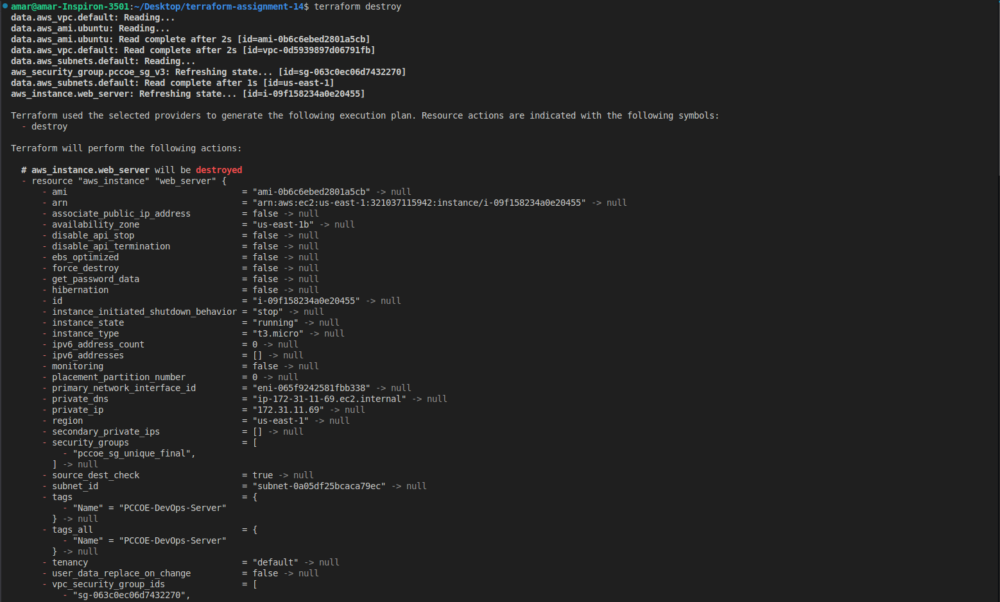 amar@amar-Inspiron-3501:~/Desktop/terraform-assignment-14$ terraform destroy
data.aws_vpc.default: Reading...
data.aws_ami.ubuntu: Reading...
data.aws_ami.ubuntu: Read complete after 2s [id=ami-0b6c6ebed2801a5cb]
data.aws_vpc.default: Read complete after 2s [id=vpc-0d5939897d06791fb]
data.aws_subnets.default: Reading...
aws_security_group.pccoe_sg_v3: Refreshing state... [id=sg-063c0ec06d7432270]
data.aws_subnets.default: Read complete after 1s [id=us-east-1]
aws_instance.web_server: Refreshing state... [id=i-09f158234a0e20455]

Terraform used the selected providers to generate the following execution plan. Resource actions are indicated with the following symbols:
  - destroy

Terraform will perform the following actions:

  # aws_instance.web_server will be destroyed
  - resource "aws_instance" "web_server" {
      - ami                                  = "ami-0b6c6ebed2801a5cb" -> null
      - arn                                  = "arn:aws:ec2:us-east-1:321037115942:instance/i-09f158234a0e20455" -> null
      - associate_public_ip_address          = false -> null
      - availability_zone                    = "us-east-1b" -> null
      - disable_api_stop                     = false -> null
      - disable_api_termination              = false -> null
      - ebs_optimized                        = false -> null
      - force_destroy                        = false -> null
      - get_password_data                    = false -> null
      - hibernation                          = false -> null
      - id                                   = "i-09f158234a0e20455" -> null
      - instance_initiated_shutdown_behavior = "stop" -> null
      - instance_state                       = "running" -> null
      - instance_type                        = "t3.micro" -> null
      - ipv6_address_count                   = 0 -> null
      - ipv6_addresses                       = [] -> null
      - monitoring                           = false -> null
      - placement_partition_number           = 0 -> null
      - primary_network_interface_id         = "eni-065f9242581fbb338" -> null
      - private_dns                          = "ip-172-31-11-69.ec2.internal" -> null
      - private_ip                           = "172.31.11.69" -> null
      - region                               = "us-east-1" -> null
      - secondary_private_ips                = [] -> null
      - security_groups                      = [
          - "pccoe_sg_unique_final",
        ] -> null
      - source_dest_check                    = true -> null
      - subnet_id                            = "subnet-0a05df25bcaca79ec" -> null
      - tags                                 = {
          - "Name" = "PCCOE-DevOps-Server"
        } -> null
      - tags_all                             = {
          - "Name" = "PCCOE-DevOps-Server"
        } -> null
      - tenancy                              = "default" -> null
      - user_data_replace_on_change          = false -> null
      - vpc_security_group_ids               = [
          - "sg-063c0ec06d7432270",